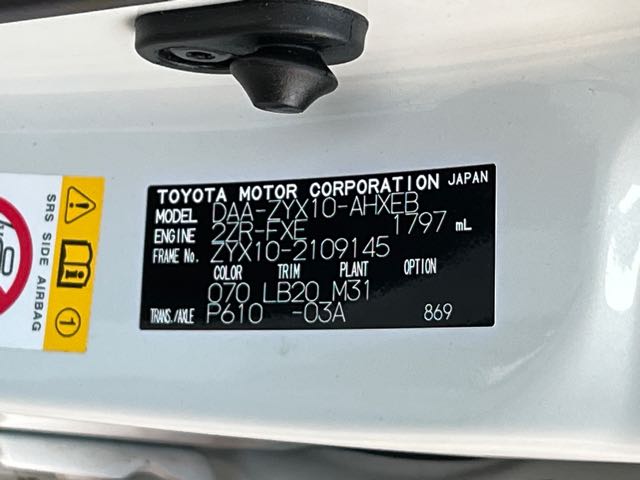 TOYOTA MOTOR CORPORATION JAPAN
MODEL DAA-ZYX10-AHXEB
ENGINE 2ZR-FXE 1797 mL
FRAME No. ZYX10-2109145
COLOR TRIM PLANT OPTION
070 LB20 M31
TRANS./AXLE P610 -03A 869
SRS SIDE AIRBAG
1